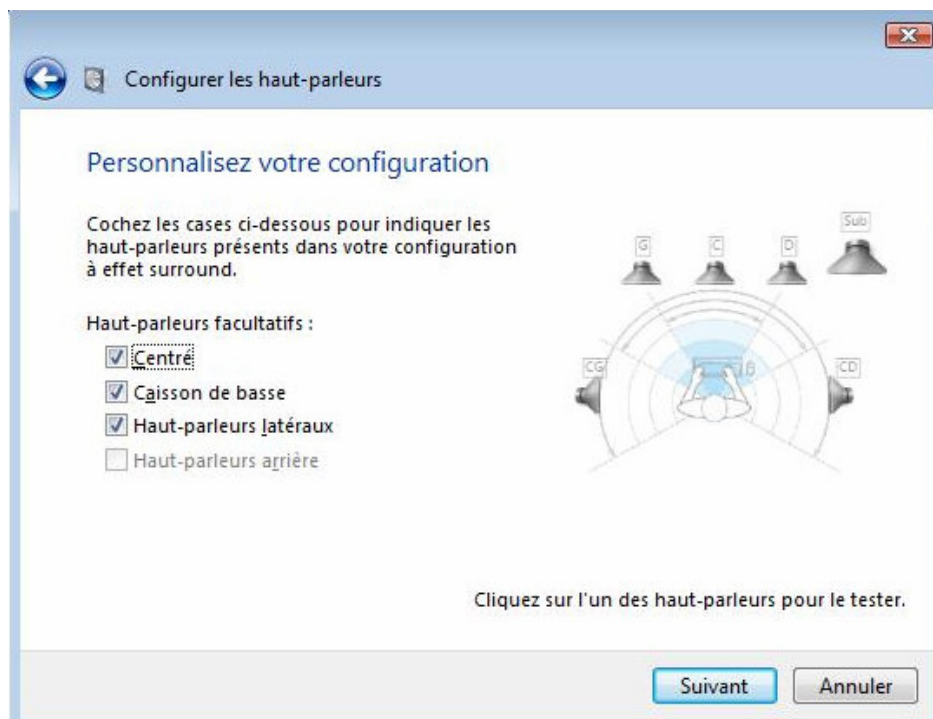 Configurer les haut-parleurs
Personnalisez votre configuration
Cochez les cases ci-dessous pour indiquer les
haut-parleurs présents dans votre configuration
à effet surround.
Haut-parleurs facultatifs :
Centré
Caisson de basse
Haut-parleurs latéraux
Haut-parleurs arrière
Sub
G
C
D
CG
CD
Cliquez sur l'un des haut-parleurs pour le tester.
Suivant
Annuler